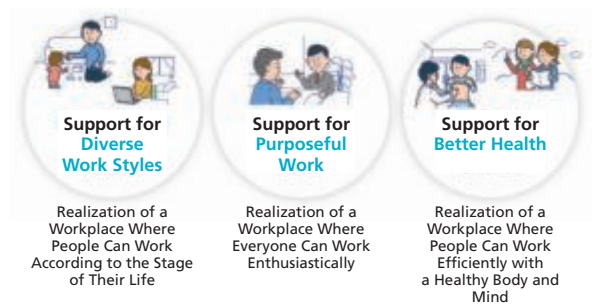 Support for
Diverse
Work Styles
Realization of a
Workplace Where
People Can Work
According to the Stage
of Their Life
Support for
Purposeful
Work
Realization of a
Workplace Where
Everyone Can Work
Enthusiastically
Support for
Better Health
Realization of a
Workplace Where
People Can Work
Efficiently with
a Healthy Body and
Mind